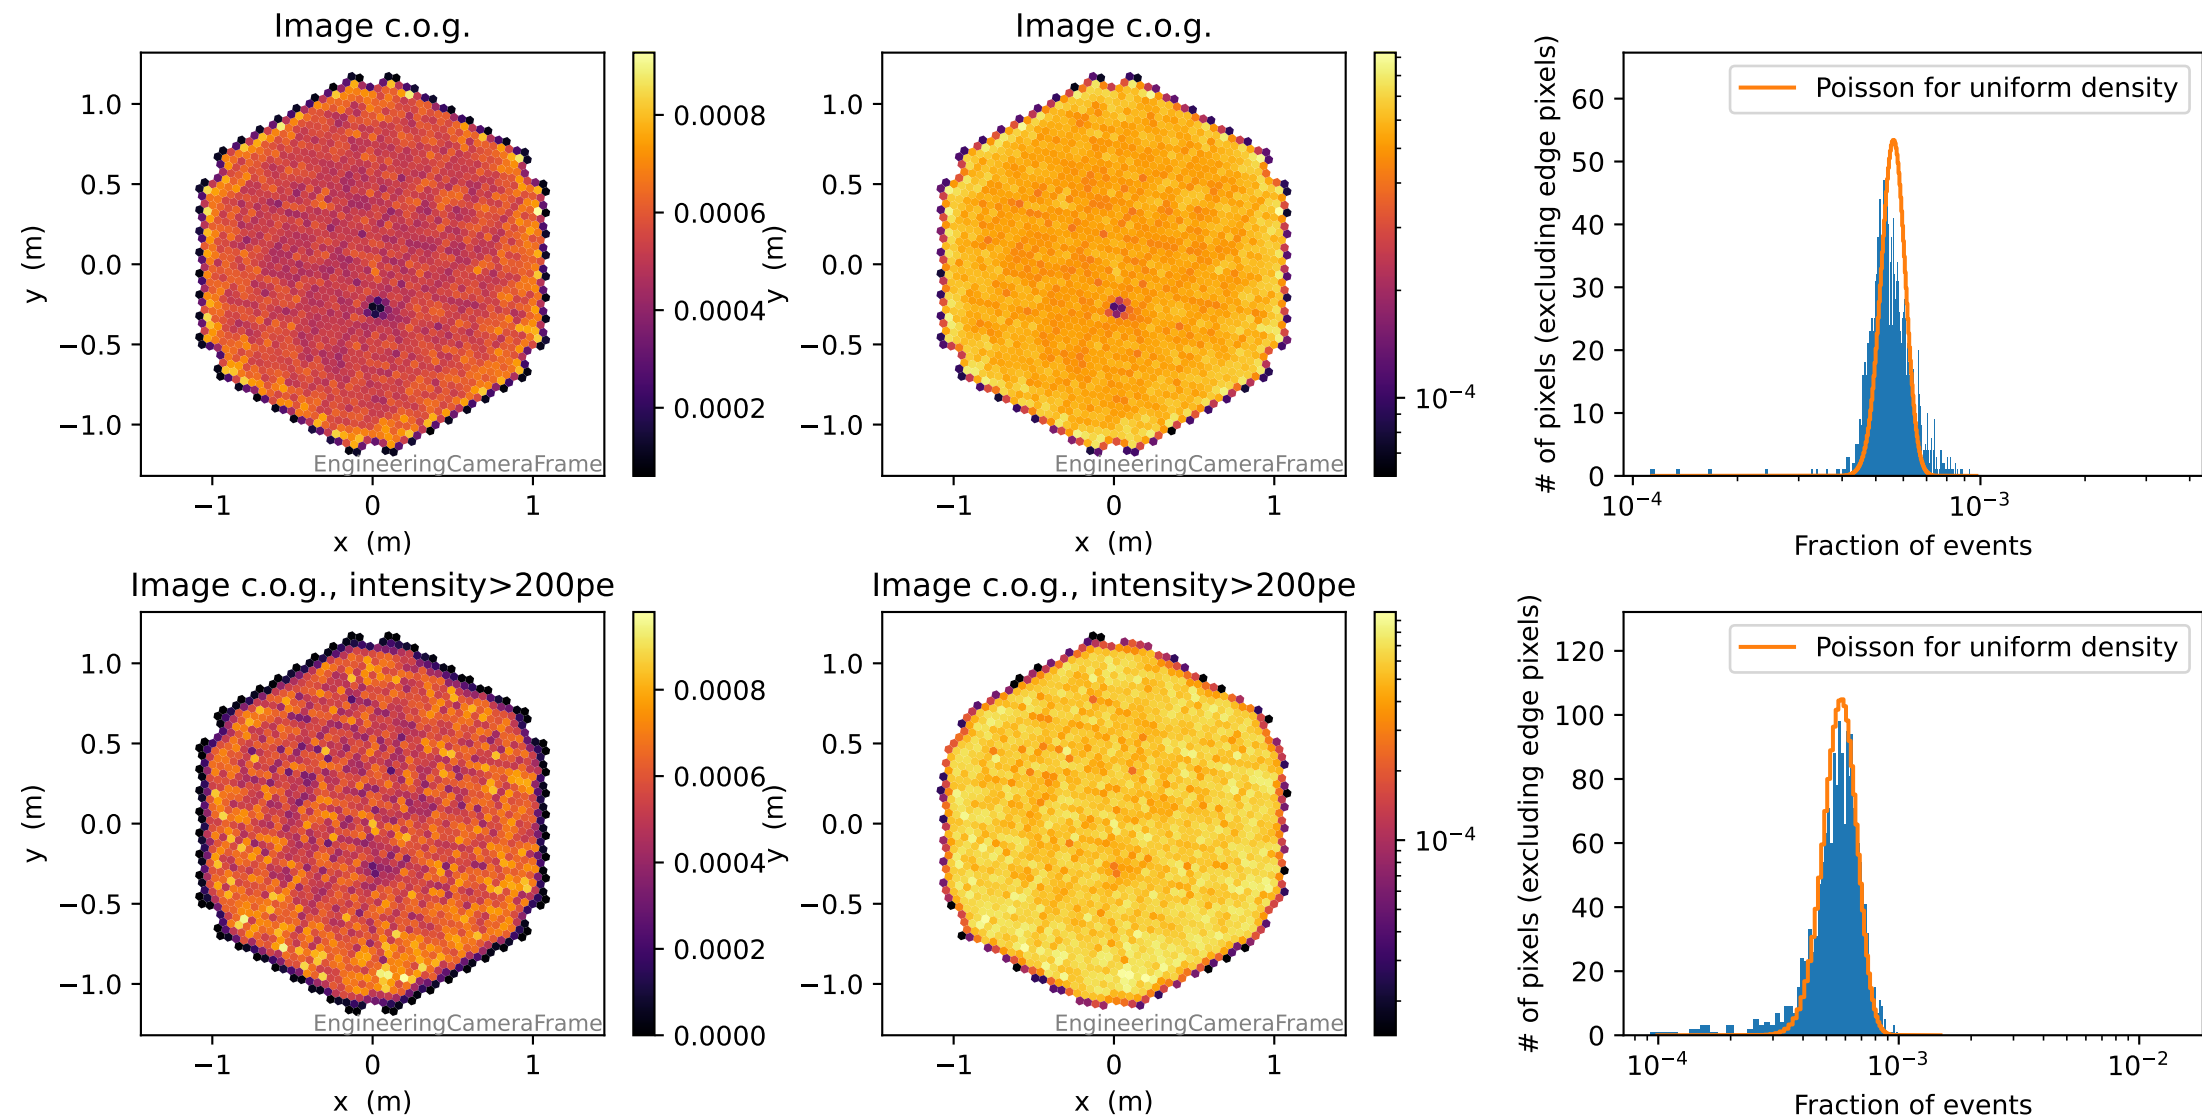 Image c.o.g.
1.0
0.5
0.0
−0.5
−1.0
y (m)
−1
0
1
x (m)
EngineeringCameraFrame
0.0008
0.0006
0.0004
0.0002
Image c.o.g.
1.0
0.5
0.0
−0.5
−1.0
y (m)
−1
0
1
x (m)
EngineeringCameraFrame
10⁻⁴
Poisson for uniform density
60
50
40
30
20
10
0
# of pixels (excluding edge pixels)
10⁻⁴
10⁻³
Fraction of events
Image c.o.g., intensity>200pe
1.0
0.5
0.0
−0.5
−1.0
y (m)
−1
0
1
x (m)
EngineeringCameraFrame
0.0008
0.0006
0.0004
0.0002
0.0000
Image c.o.g., intensity>200pe
1.0
0.5
0.0
−0.5
−1.0
y (m)
−1
0
1
x (m)
EngineeringCameraFrame
10⁻⁴
Poisson for uniform density
120
100
80
60
40
20
0
# of pixels (excluding edge pixels)
10⁻⁴
10⁻³
10⁻²
Fraction of events